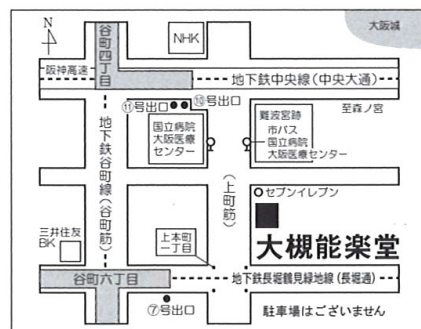 N
大阪城
NHK
谷町四丁目
阪神高速
地下鉄中央線(中央大通)
⑪号出口
⑩号出口
至森ノ宮
国立病院
大阪医療
センター
難波宮跡
市バス
国立病院
大阪医療センター
地下鉄谷町線(谷町筋)
(上町筋)
セブンイレブン
三井住友
BK
上本町
一丁目
大槻能楽堂
谷町六丁目
地下鉄長堀鶴見緑地線(長堀通)
⑦号出口
駐車場はございません